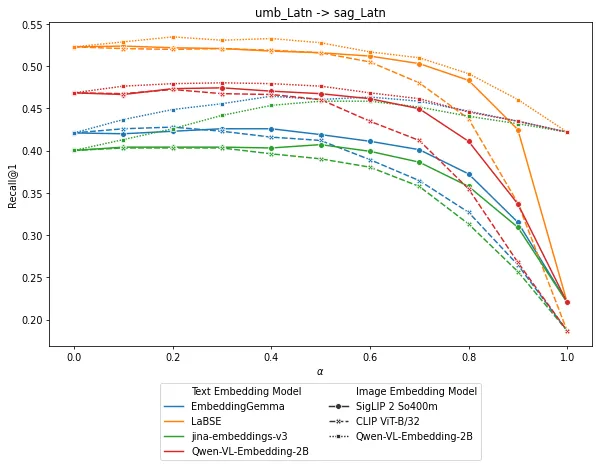 umb_Latn -> sag_Latn
Recall@1
0.55
0.50
0.45
0.40
0.35
0.30
0.25
0.20
0.0 0.2 0.4 0.6 0.8 1.0
α
Text Embedding Model Image Embedding Model
EmbeddingGemma SigLIP 2 So400m
LaBSE CLIP ViT-B/32
jina-embeddings-v3 Qwen-VL-Embedding-2B
Qwen-VL-Embedding-2B